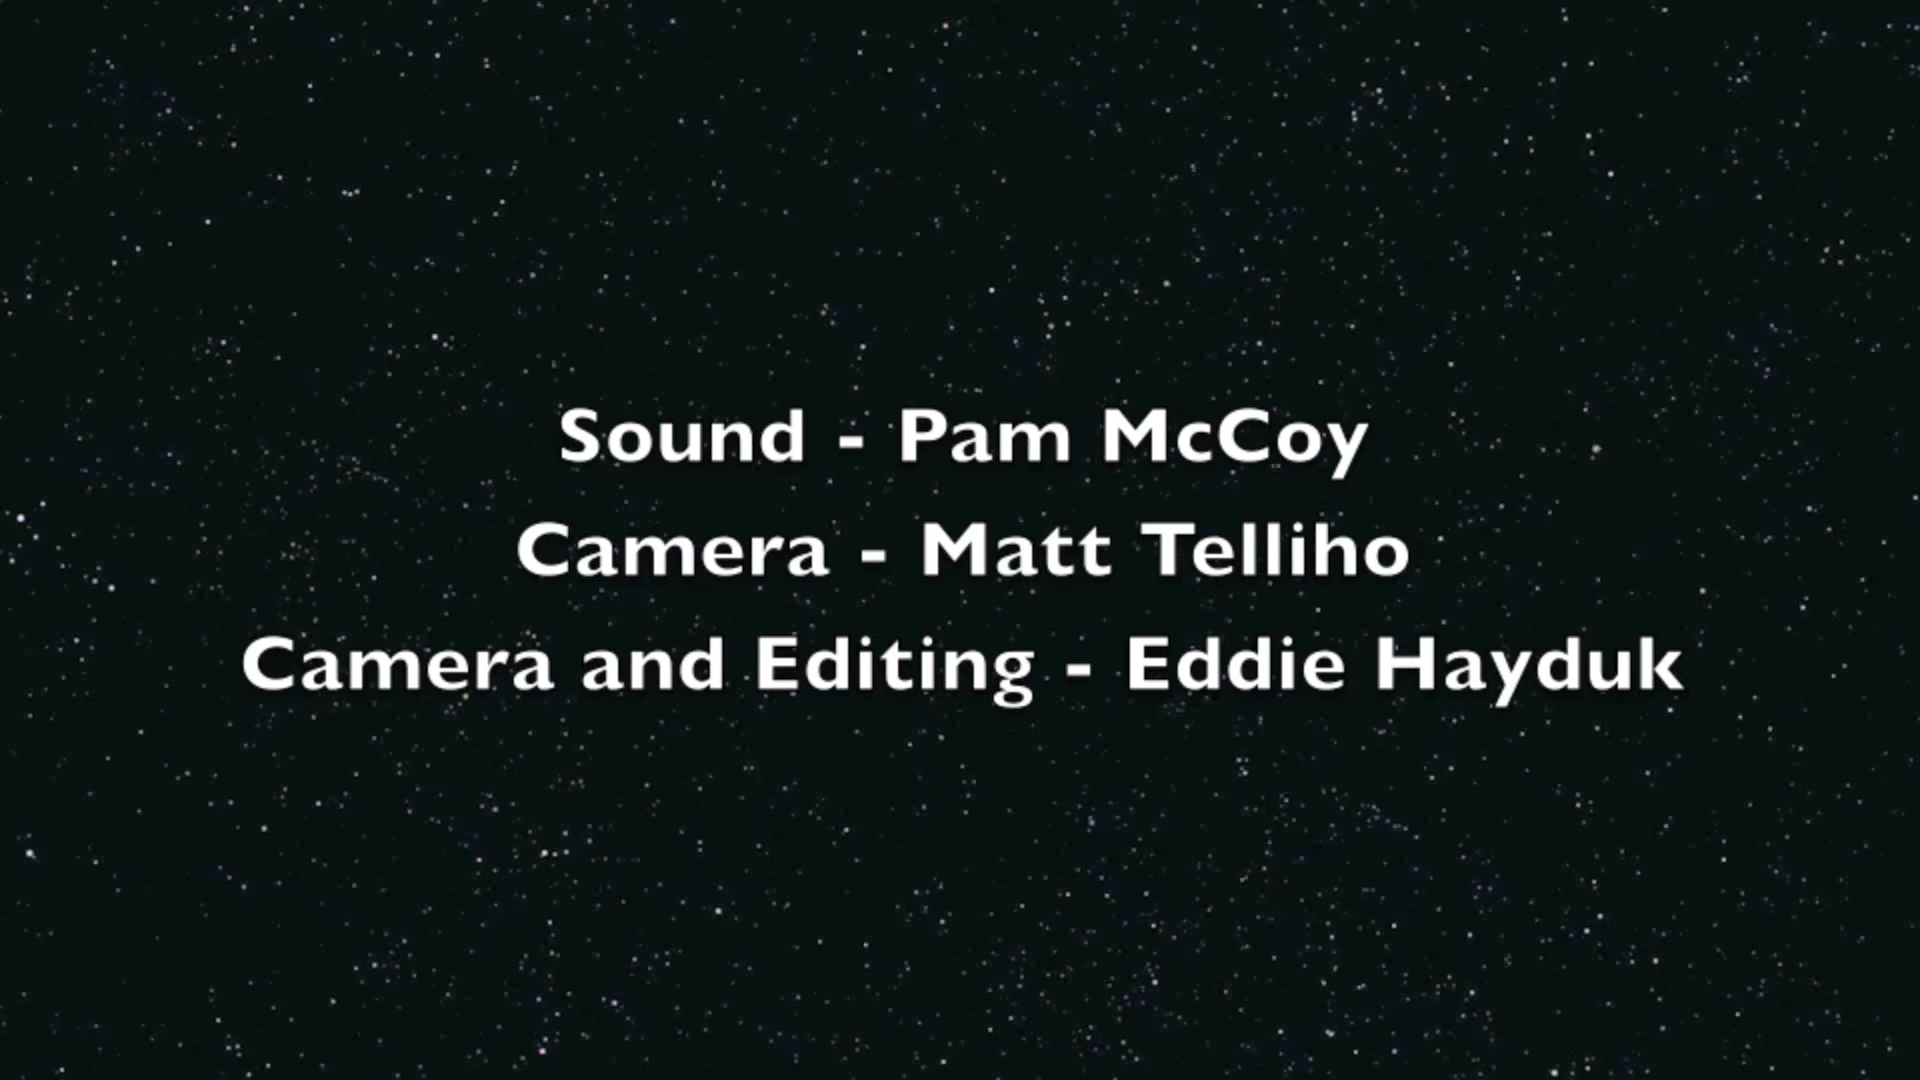 Sound - Pam McCoy
Camera - Matt Telliho
Camera and Editing - Eddie Hayduk